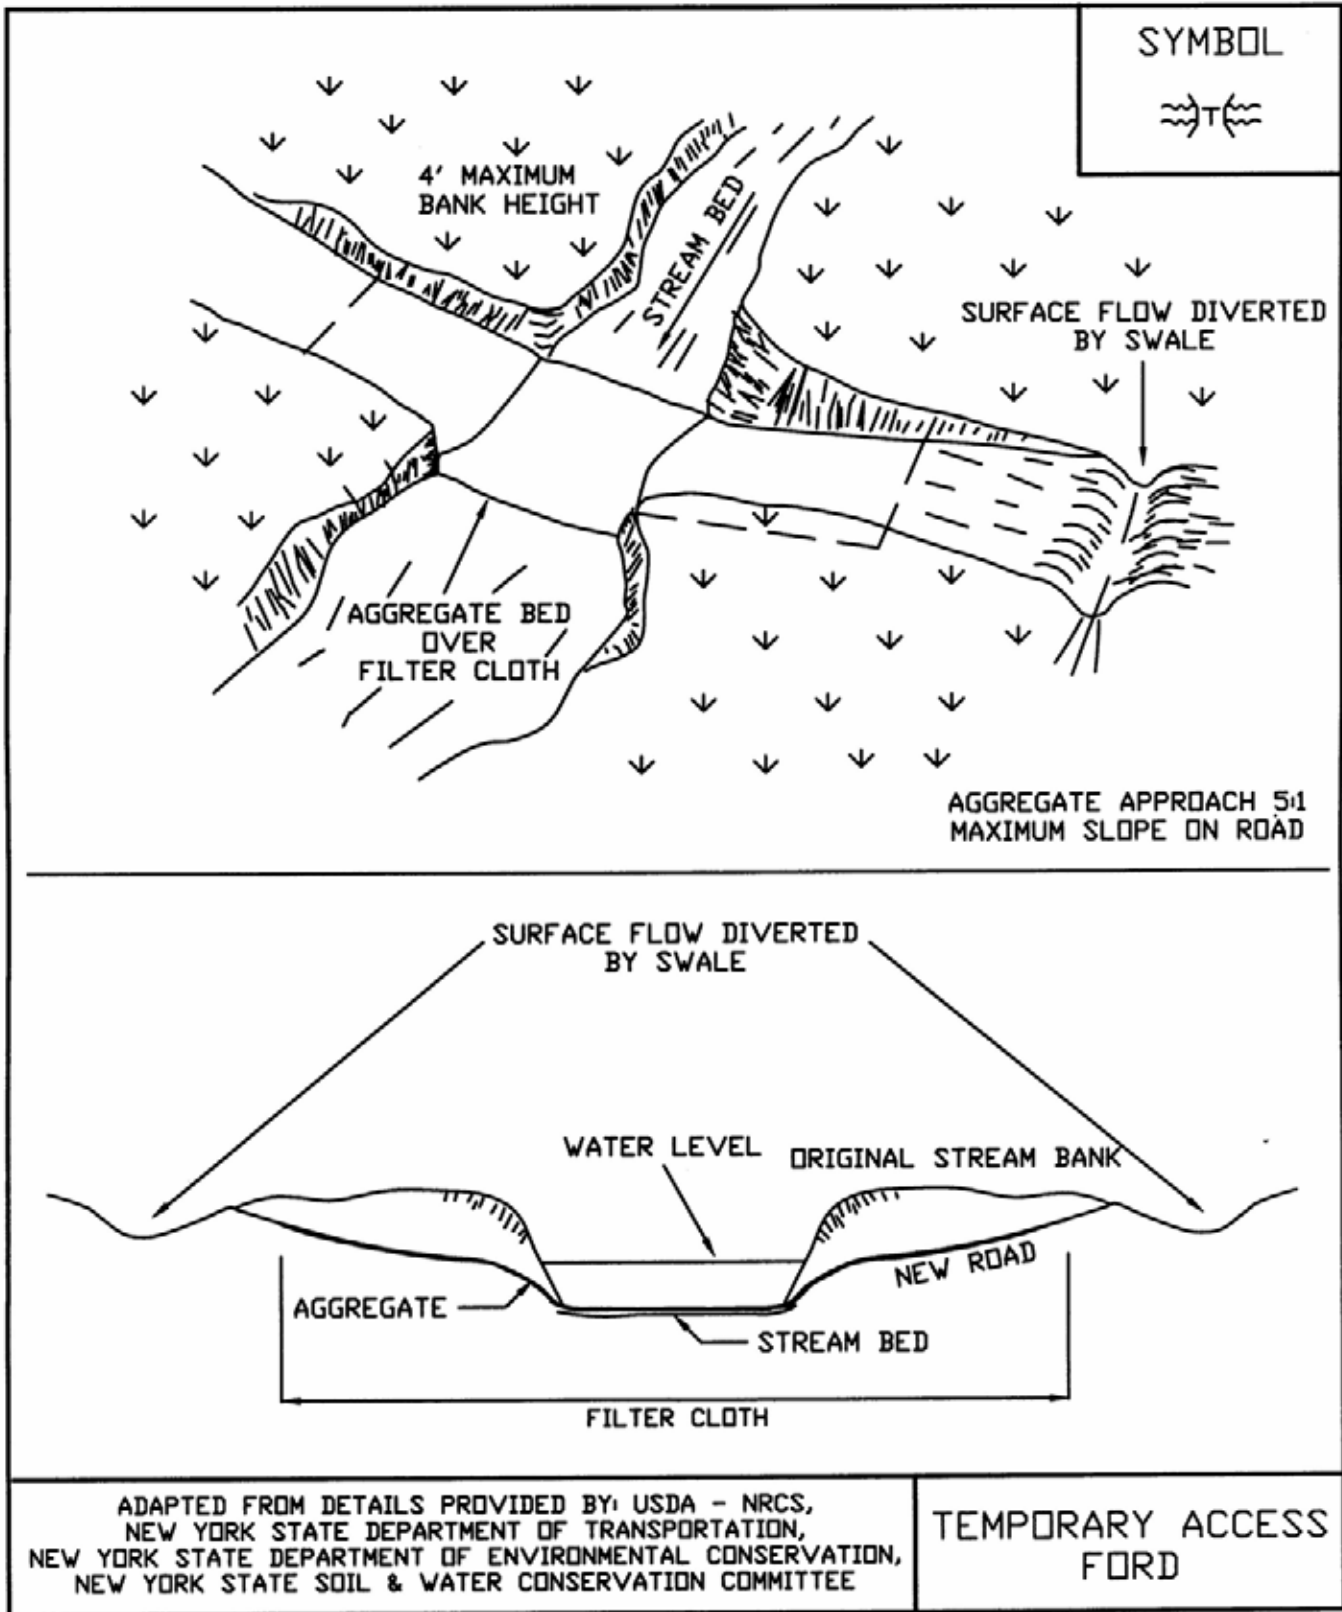 SYMBOL
T
4' MAXIMUM
BANK HEIGHT
STREAM BED
SURFACE FLOW DIVERTED
BY SWALE
AGGREGATE BED
OVER
FILTER CLOTH
AGGREGATE APPROACH 5:1
MAXIMUM SLOPE ON ROAD
SURFACE FLOW DIVERTED
BY SWALE
WATER LEVEL
ORIGINAL STREAM BANK
NEW ROAD
AGGREGATE
STREAM BED
FILTER CLOTH
ADAPTED FROM DETAILS PROVIDED BY: USDA - NRCS,
NEW YORK STATE DEPARTMENT OF TRANSPORTATION,
NEW YORK STATE DEPARTMENT OF ENVIRONMENTAL CONSERVATION,
NEW YORK STATE SOIL & WATER CONSERVATION COMMITTEE
TEMPORARY ACCESS
FORD